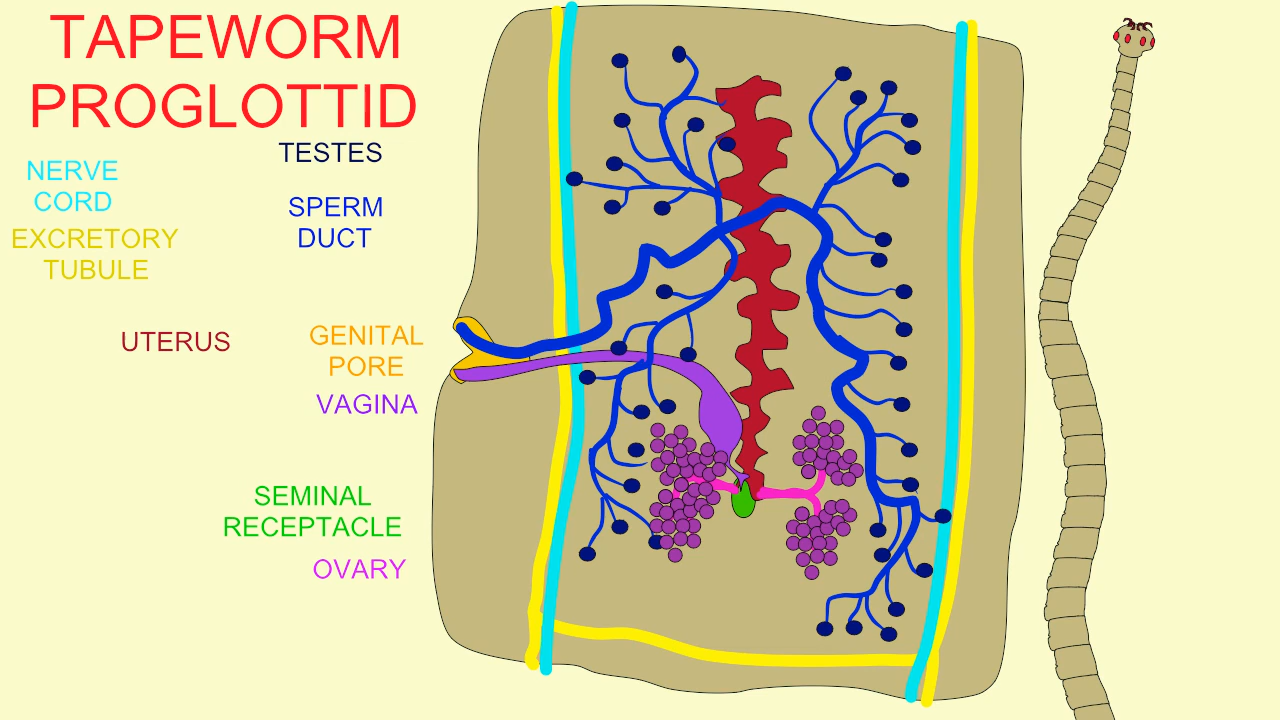 TAPEWORM
PROGLOTTID
TESTES
NERVE
CORD
SPERM
DUCT
EXCRETORY
TUBULE
UTERUS
GENITAL
PORE
VAGINA
SEMINAL
RECEPTACLE
OVARY